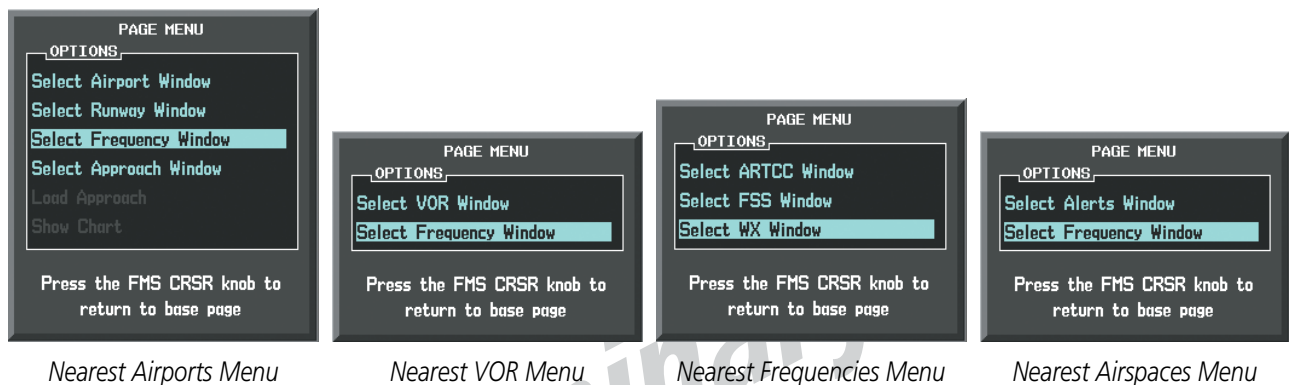 PAGE MENU
OPTIONS
Select Airport Window
Select Runway Window
Select Frequency Window
Select Approach Window
Load Approach
Show Chart
Press the FMS CRSR knob to
return to base page
Nearest Airports Menu
PAGE MENU
OPTIONS
Select VOR Window
Select Frequency Window
Press the FMS CRSR knob to
return to base page
Nearest VOR Menu
PAGE MENU
OPTIONS
Select ARTCC Window
Select FSS Window
Select WX Window
Press the FMS CRSR knob to
return to base page
Nearest Frequencies Menu
PAGE MENU
OPTIONS
Select Alerts Window
Select Frequency Window
Press the FMS CRSR knob to
return to base page
Nearest Airspaces Menu